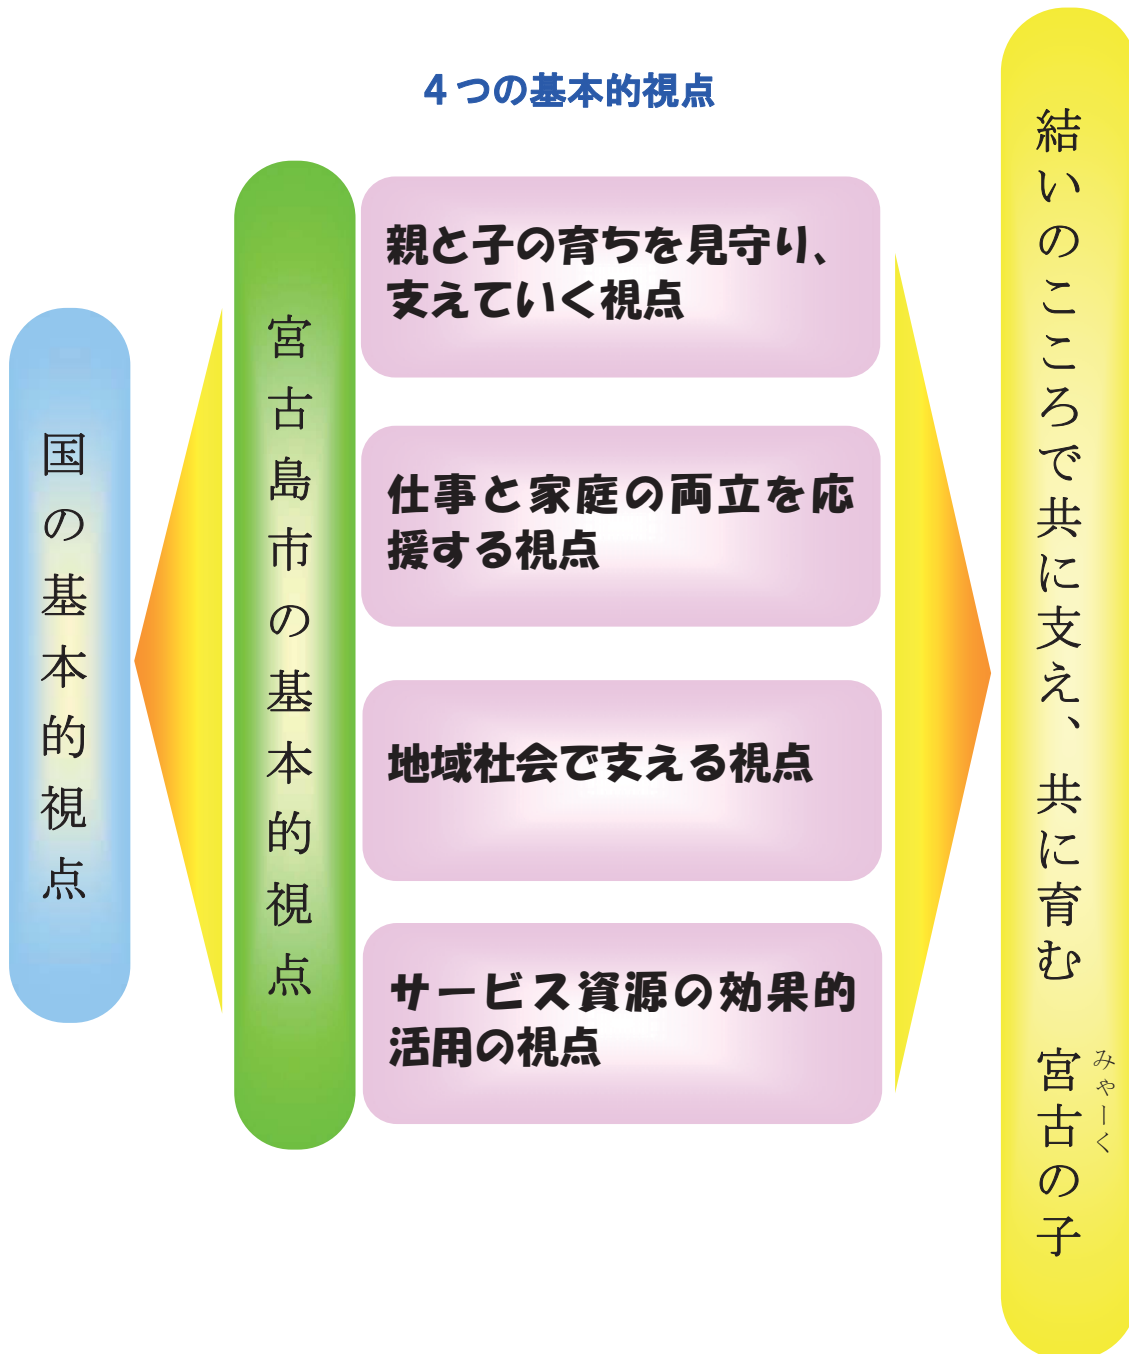 4つの基本的視点
国の基本的視点
宮古島市の基本的視点
親と子の育ちを見守り、
支えていく視点
仕事と家庭の両立を応
援する視点
地域社会で支える視点
サービス資源の効果的
活用の視点
結いのこころで共に支え、共に育む　宮古の子
みゃーく